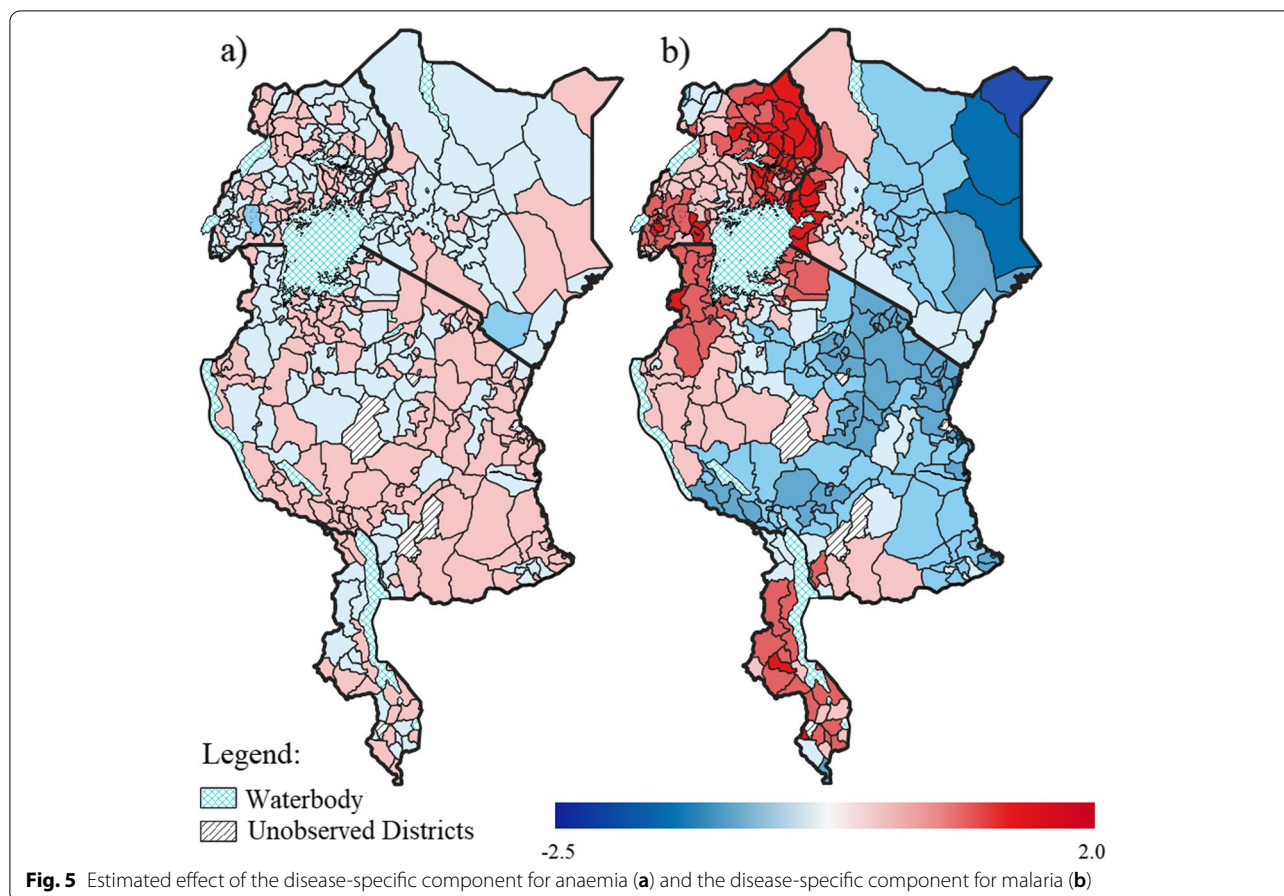 a)
b)
Legend:
Waterbody
Unobserved Districts
-2.5
2.0
Fig. 5 Estimated effect of the disease-specific component for anaemia (a) and the disease-specific component for malaria (b)